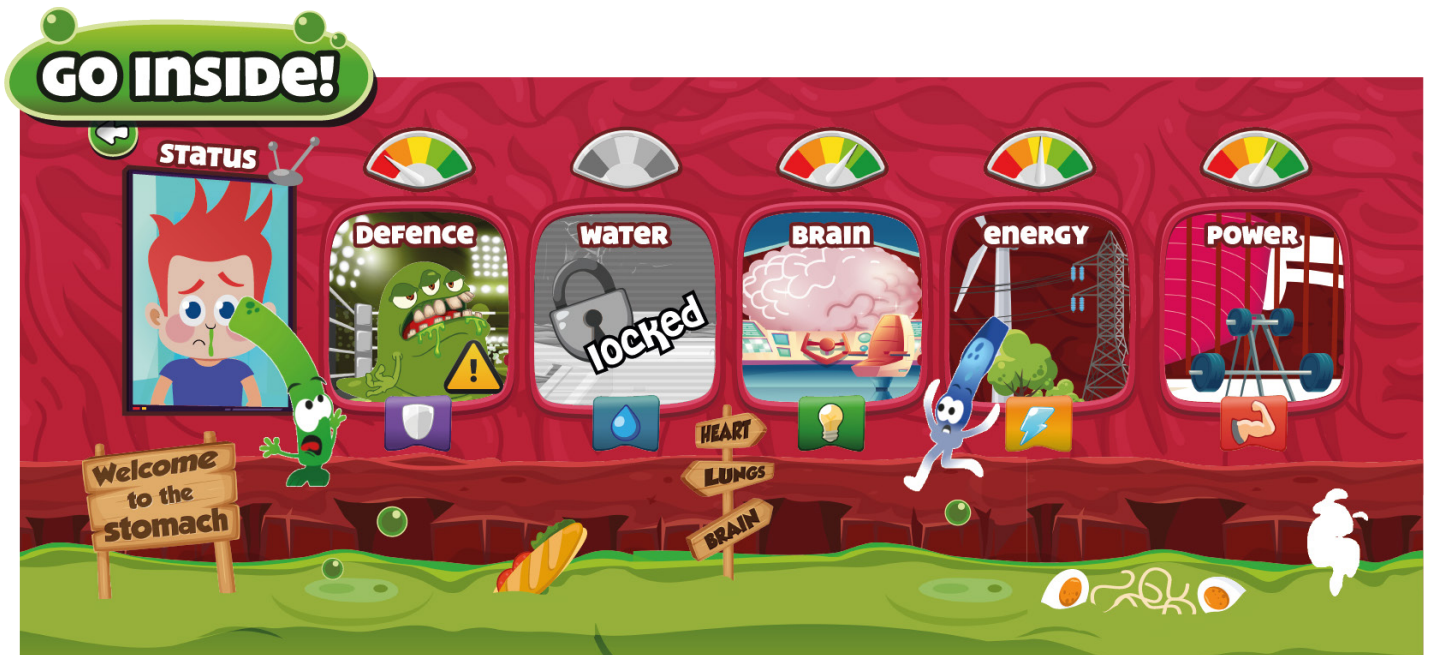 GO INSIDE!
STATUS
DEFENCE
WATER
BRAIN
ENERGY
POWER
locked
!
HEART
LUNGS
BRAIN
Welcome
to the
stomach